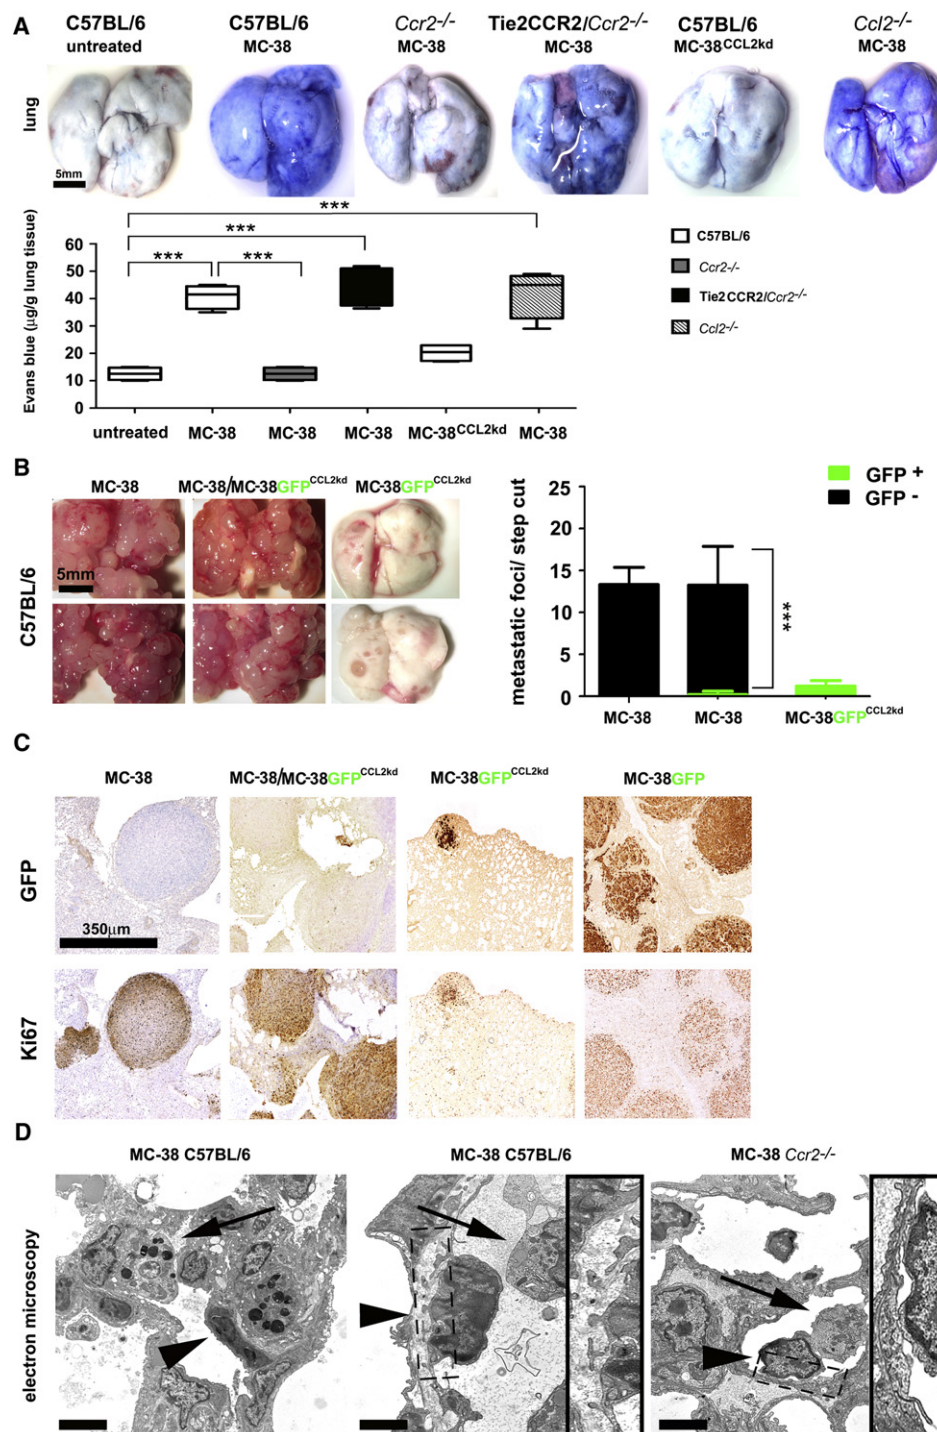 A
C57BL/6 untreated
C57BL/6 MC-38
Ccr2-/- MC-38
Tie2CCR2/Ccr2-/- MC-38
C57BL/6 MC-38CCL2kd
Ccl2-/- MC-38
lung
5mm
***
***
***
***
Evans blue (µg/g lung tissue)
60
50
40
30
20
10
0
untreated MC-38 MC-38 MC-38 MC-38CCL2kd MC-38
C57BL/6
Ccr2-/-
Tie2CCR2/Ccr2-/-
Ccl2-/-
B
MC-38 MC-38/MC-38GFPCCL2kd MC-38GFPCCL2kd
C57BL/6
5mm
GFP +
GFP -
metastatic foci/ step cut
25
20
15
10
5
0
***
MC-38 MC-38 MC-38GFPCCL2kd
C
MC-38 MC-38/MC-38GFPCCL2kd MC-38GFPCCL2kd MC-38GFP
GFP
350µm
Ki67
D
MC-38 C57BL/6 MC-38 C57BL/6 MC-38 Ccr2-/-
electron microscopy